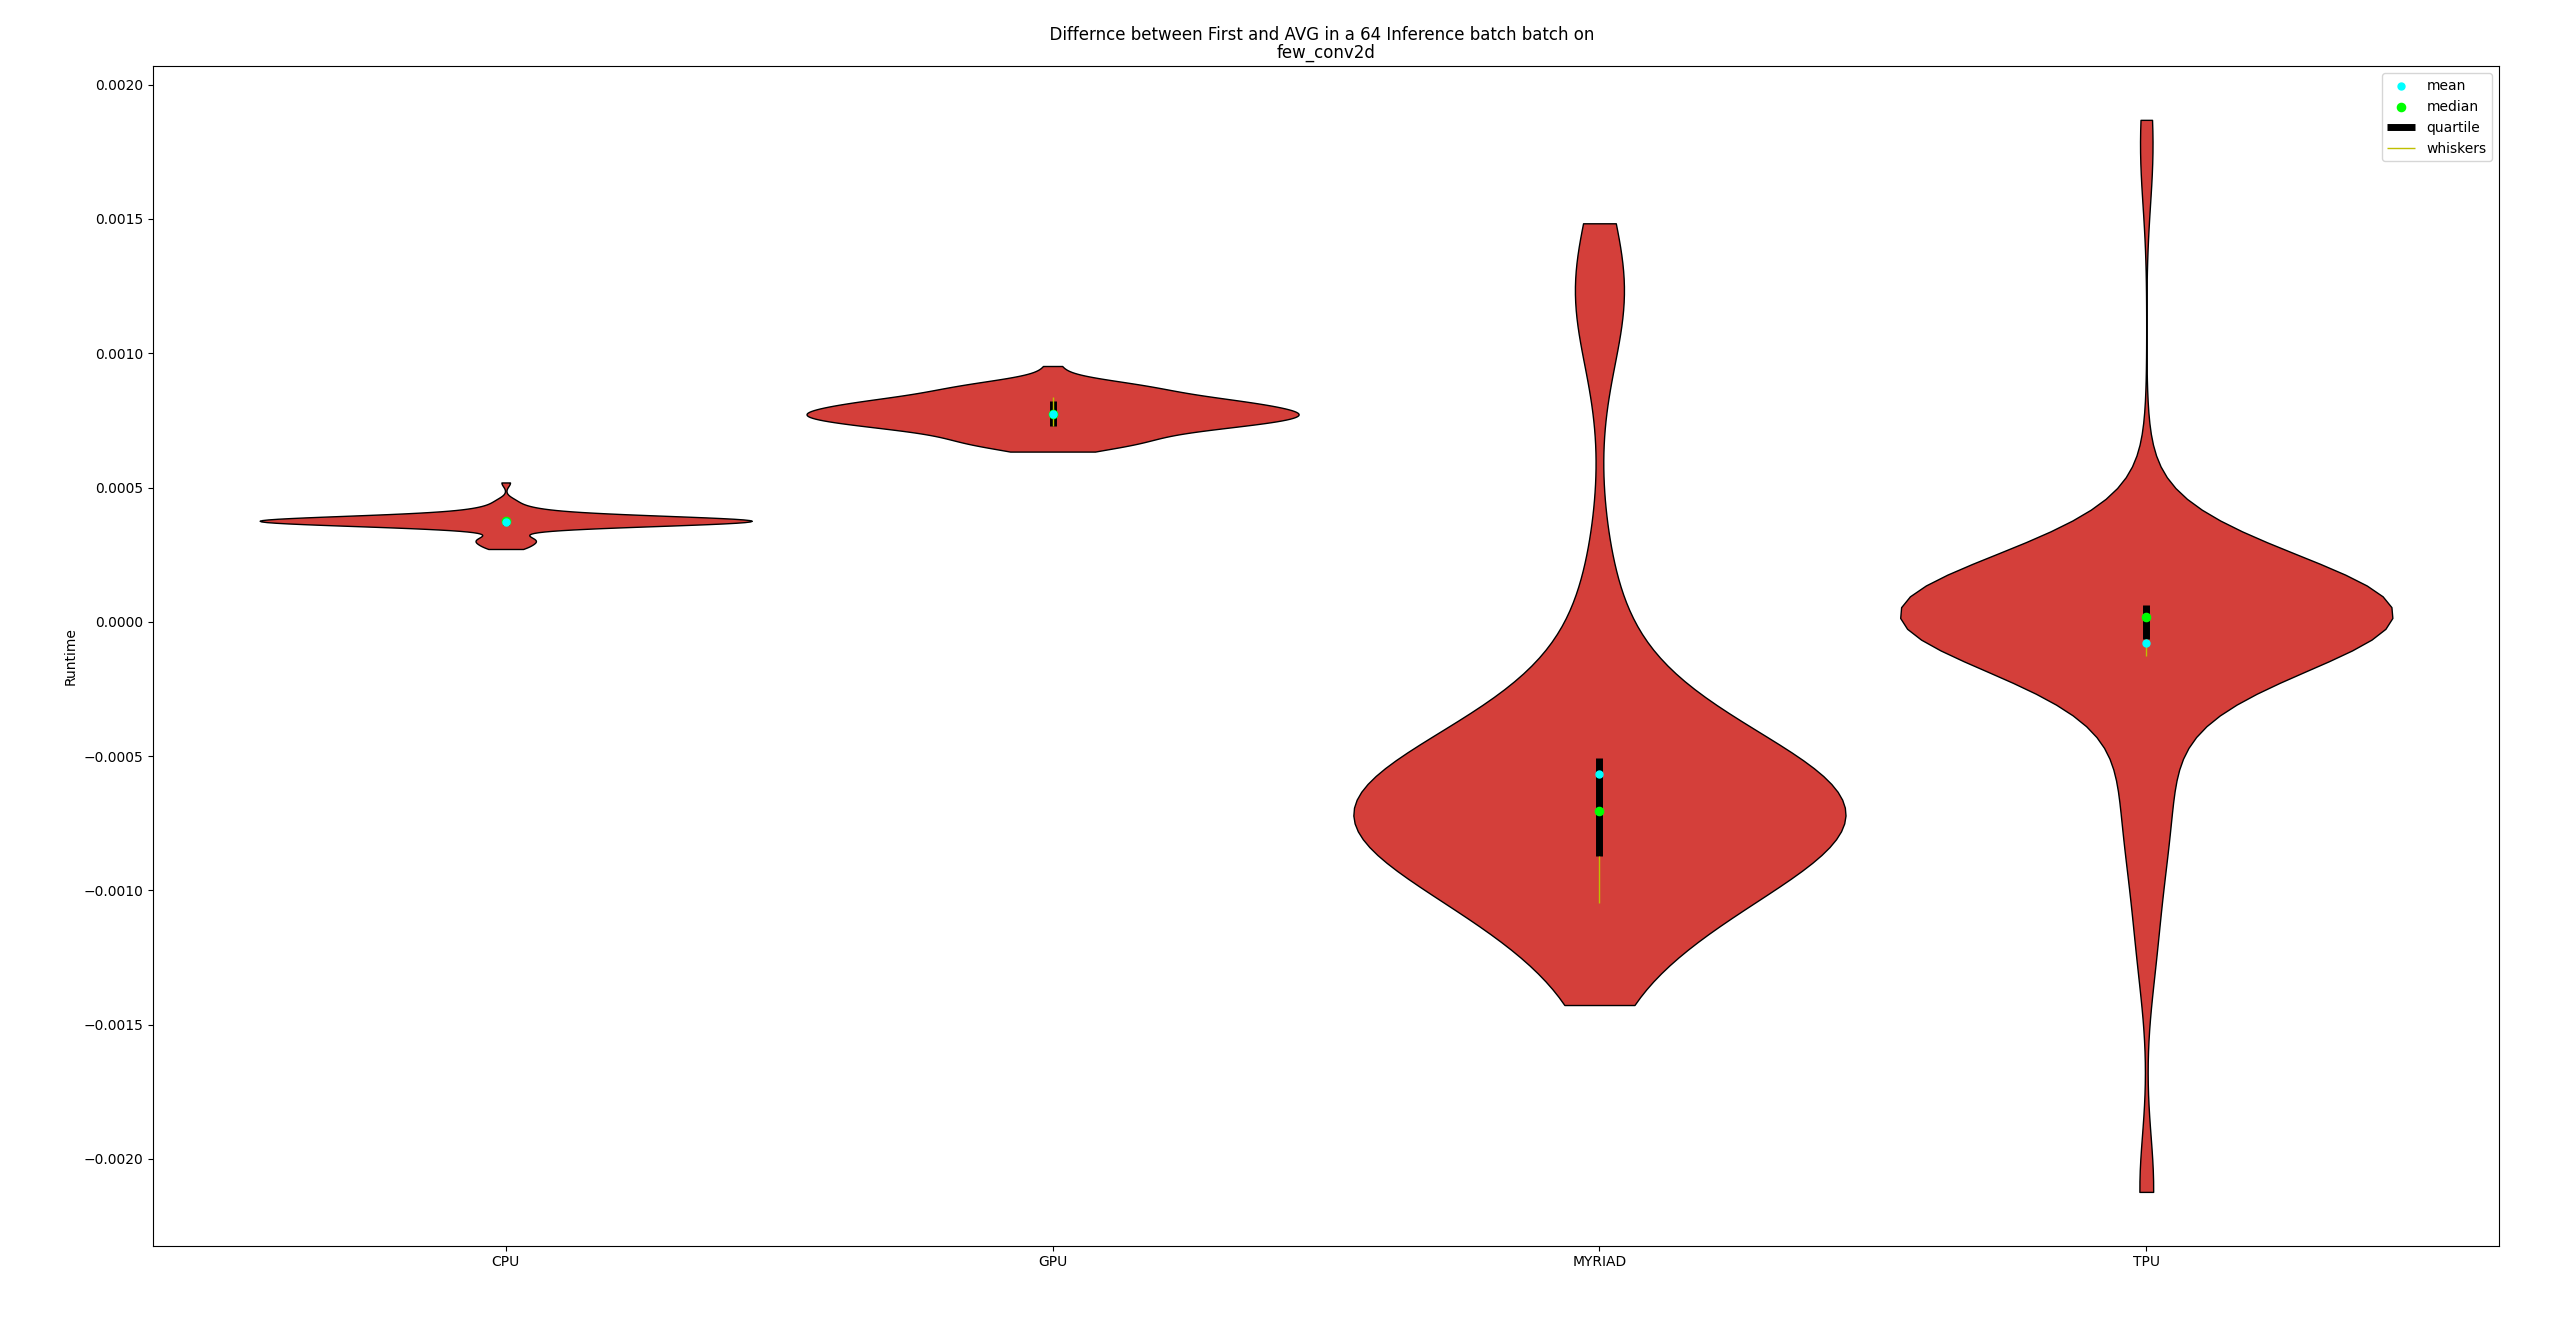 Differnce between First and AVG in a 64 Inference batch batch on
few_conv2d
mean
median
quartile
whiskers
Runtime
0.0020
0.0015
0.0010
0.0005
0.0000
−0.0005
−0.0010
−0.0015
−0.0020
CPU
GPU
MYRIAD
TPU